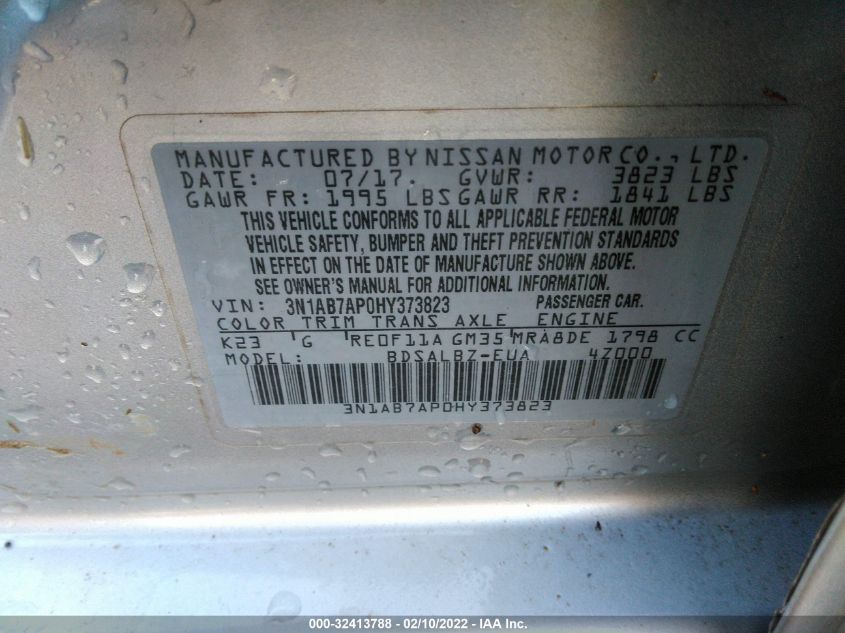 MANUFACTURED BY NISSAN MOTOR CO., LTD.
DATE: 07/17. GVWR: 3823 LBS
GAWR FR: 1995 LBS GAWR RR: 1841 LBS
THIS VEHICLE CONFORMS TO ALL APPLICABLE FEDERAL MOTOR
VEHICLE SAFETY, BUMPER AND THEFT PREVENTION STANDARDS
IN EFFECT ON THE DATE OF MANUFACTURE SHOWN ABOVE.
SEE OWNER'S MANUAL FOR ADDITIONAL INFORMATION.
VIN: 3N1AB7AP0HY373823 PASSENGER CAR.
COLOR TRIM TRANS AXLE ENGINE
K23 G RE0F11A GM35 MRA8DE 1798 CC
MODEL: BDSALBZ-EUA 4Z000
3N1AB7AP0HY373823
000-32413788 - 02/10/2022 - IAA Inc.